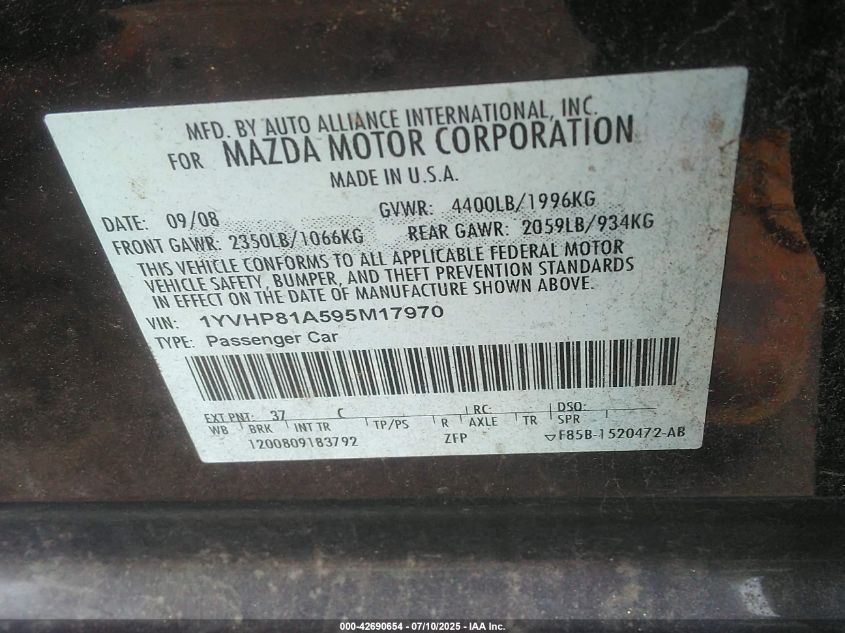 MFD. BY AUTO ALLIANCE INTERNATIONAL, INC.
FOR MAZDA MOTOR CORPORATION
MADE IN U.S.A.
DATE: 09/08 GVWR: 4400LB/1996KG
FRONT GAWR: 2350LB/1066KG REAR GAWR: 2059LB/934KG
THIS VEHICLE CONFORMS TO ALL APPLICABLE FEDERAL MOTOR
VEHICLE SAFETY, BUMPER, AND THEFT PREVENTION STANDARDS
IN EFFECT ON THE DATE OF MANUFACTURE SHOWN ABOVE.
VIN: 1YVHP81A595M17970
TYPE: Passenger Car
EXT PNT: 37 C RC: DSO:
WB BRK INT TR TP/PS R AXLE TR SPR
1200809183792 ZFP F85B-1520472-AB
000-42690654 - 07/10/2025 - IAA Inc.